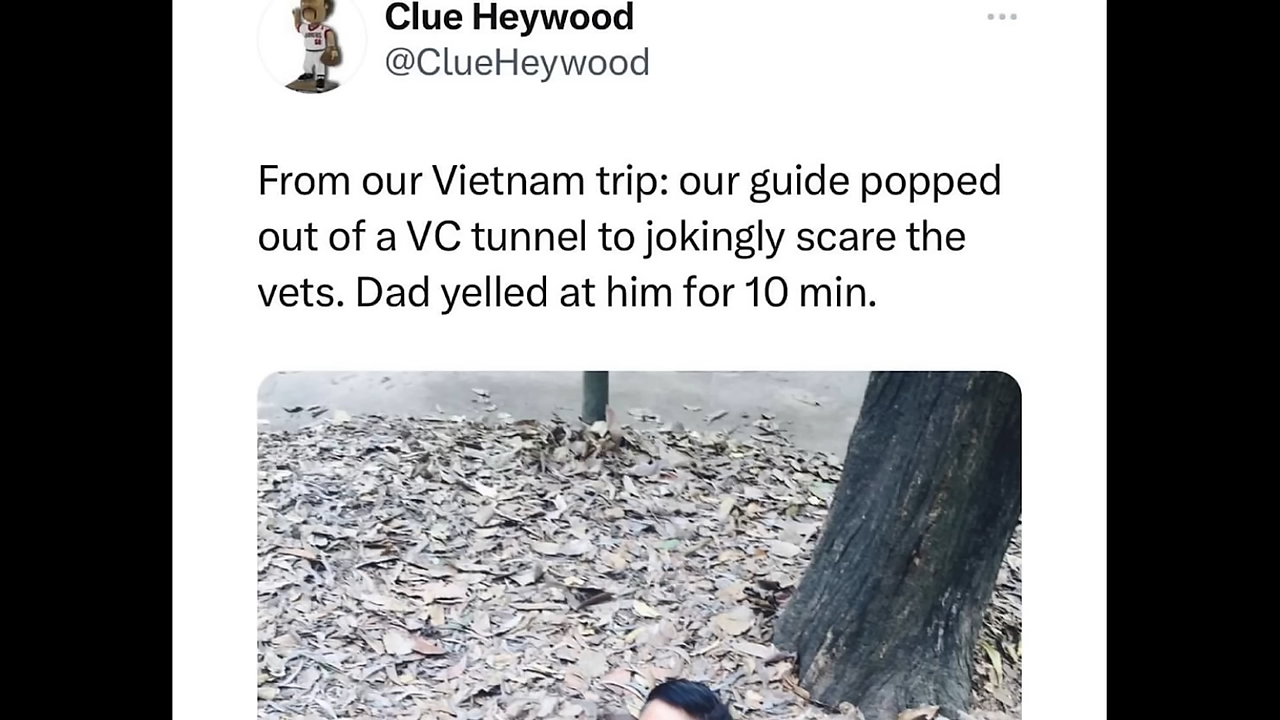 Clue Heywood
@ClueHeywood
From our Vietnam trip: our guide popped
out of a VC tunnel to jokingly scare the
vets. Dad yelled at him for 10 min.